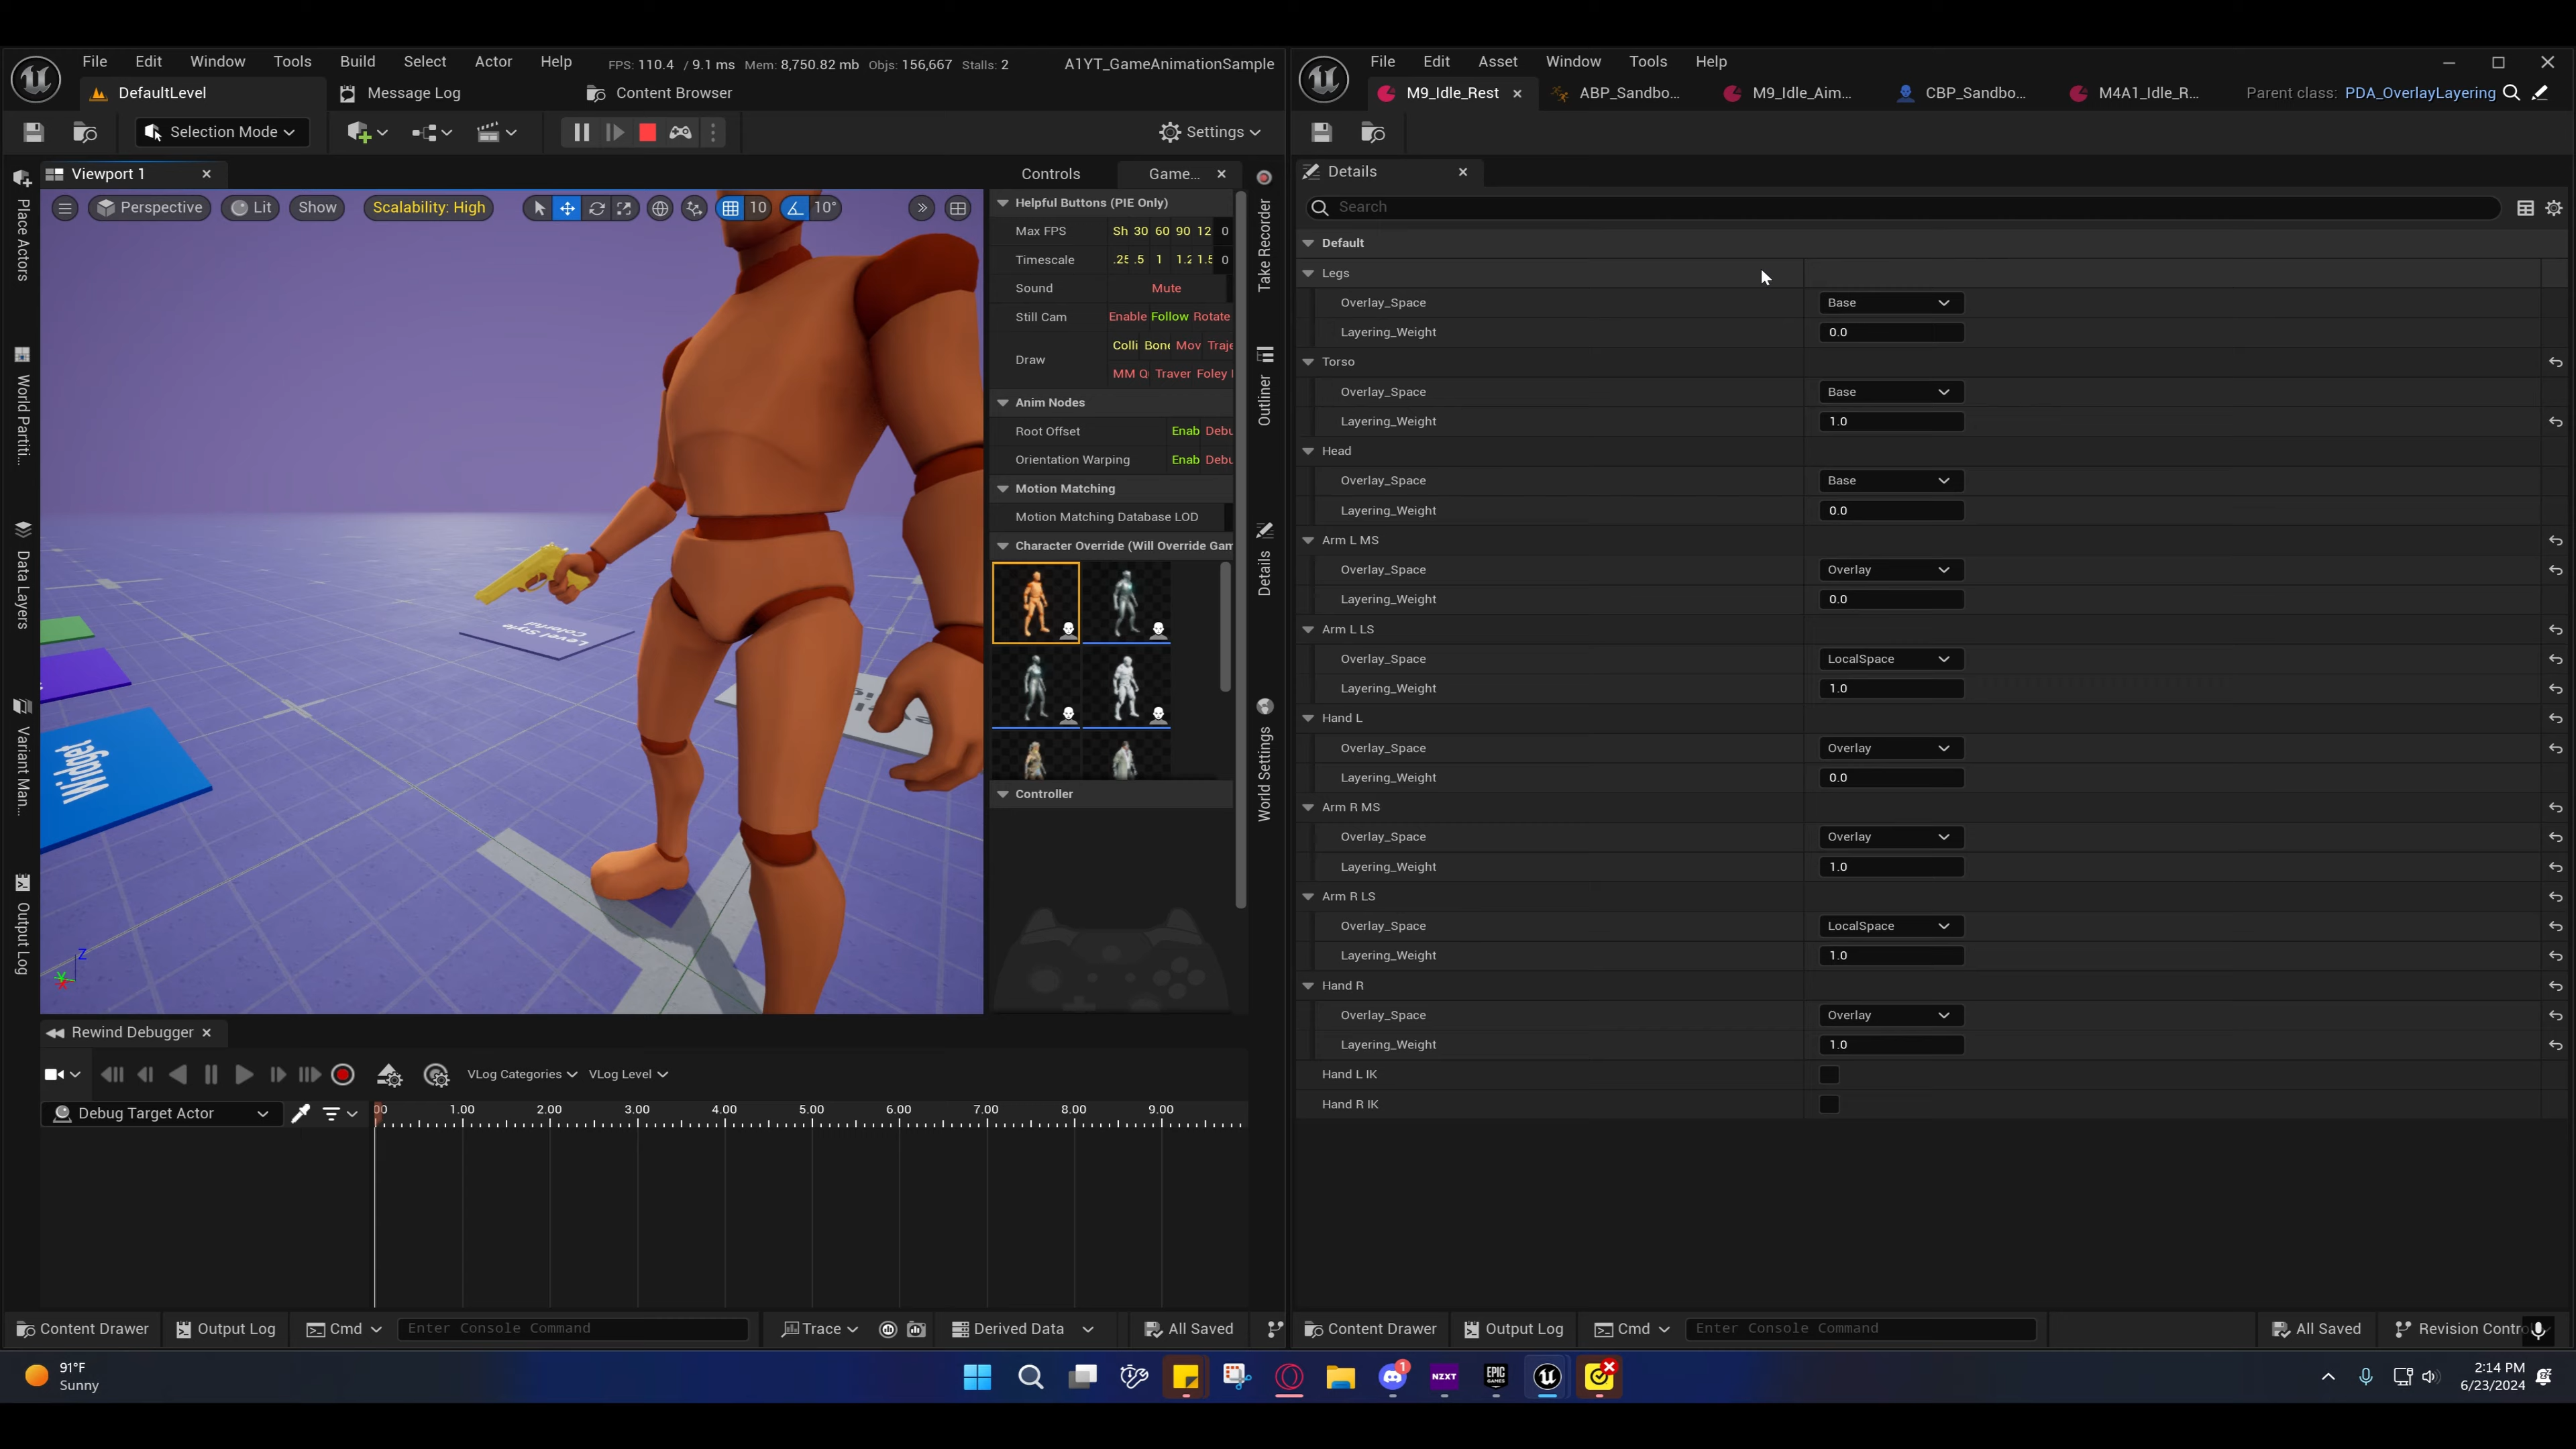 File Edit Window Tools Build Select Actor Help FPS: 110.4 / 9.1 ms Mem: 8,750.82 mb Objs: 156,667 Stalls: 2 A1YT_GameAnimationSample
DefaultLevel Message Log Content Browser
Selection Mode Settings
Viewport 1
Perspective Lit Show Scalability: High 10 10°
Place Actors
World Partiti...
Data Layers
Variant Man...
Output Log
Level Style
Colorful
Widget
Z
Y
X
Controls Game...
Helpful Buttons (PIE Only)
Max FPS Sh 30 60 90 12 0
Timescale .25 .5 1 1.2 1.5 0
Sound Mute
Still Cam Enable Follow Rotate
Draw Colli Bone Mov Traje
MM Q Traver Foley
Anim Nodes
Root Offset Enab Debu
Orientation Warping Enab Debu
Motion Matching
Motion Matching Database LOD
Character Override (Will Override Gam
Controller
Take Recorder
Outliner
Details
World Settings
Rewind Debugger
VLog Categories VLog Level
Debug Target Actor
00 1.00 2.00 3.00 4.00 5.00 6.00 7.00 8.00 9.00
Content Drawer Output Log Cmd Enter Console Command Trace Derived Data All Saved
File Edit Asset Window Tools Help
M9_Idle_Rest ABP_Sandbo... M9_Idle_Aim... CBP_Sandbo... M4A1_Idle_R... Parent class: PDA_OverlayLayering
Details
Search
Default
Legs
Overlay_Space Base
Layering_Weight 0.0
Torso
Overlay_Space Base
Layering_Weight 1.0
Head
Overlay_Space Base
Layering_Weight 0.0
Arm L MS
Overlay_Space Overlay
Layering_Weight 0.0
Arm L LS
Overlay_Space LocalSpace
Layering_Weight 1.0
Hand L
Overlay_Space Overlay
Layering_Weight 0.0
Arm R MS
Overlay_Space Overlay
Layering_Weight 1.0
Arm R LS
Overlay_Space LocalSpace
Layering_Weight 1.0
Hand R
Overlay_Space Overlay
Layering_Weight 1.0
Hand L IK
Hand R IK
Content Drawer Output Log Cmd Enter Console Command All Saved Revision Contro
91°F
Sunny
1
NZXT
EPIC
GAMES
2:14 PM
6/23/2024